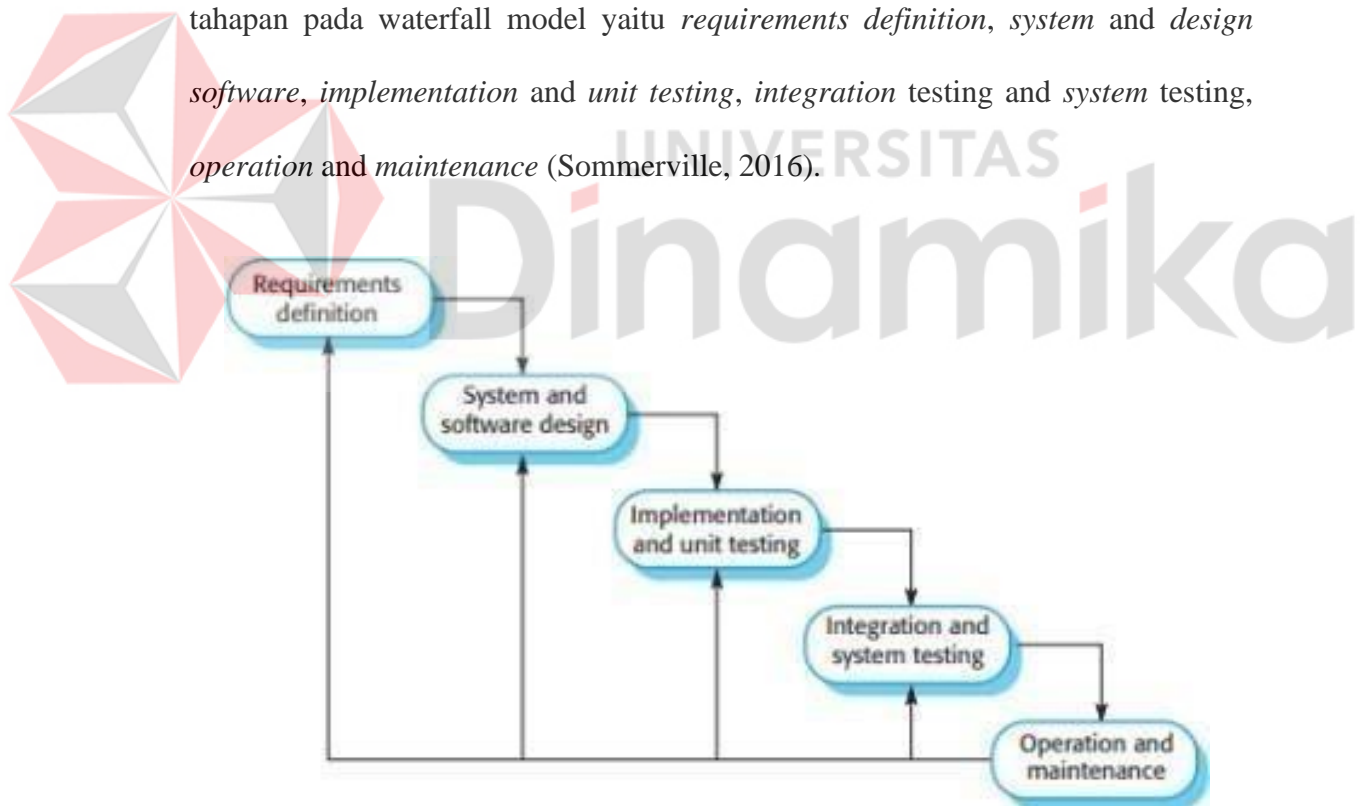 tahapan pada waterfall model yaitu requirements definition, system and design
software, implementation and unit testing, integration testing and system testing,
operation and maintenance (Sommerville, 2016).
UNIVERSITAS
Dinamika
Requirements
definition
System and
software design
Implementation
and unit testing
Integration and
system testing
Operation and
maintenance